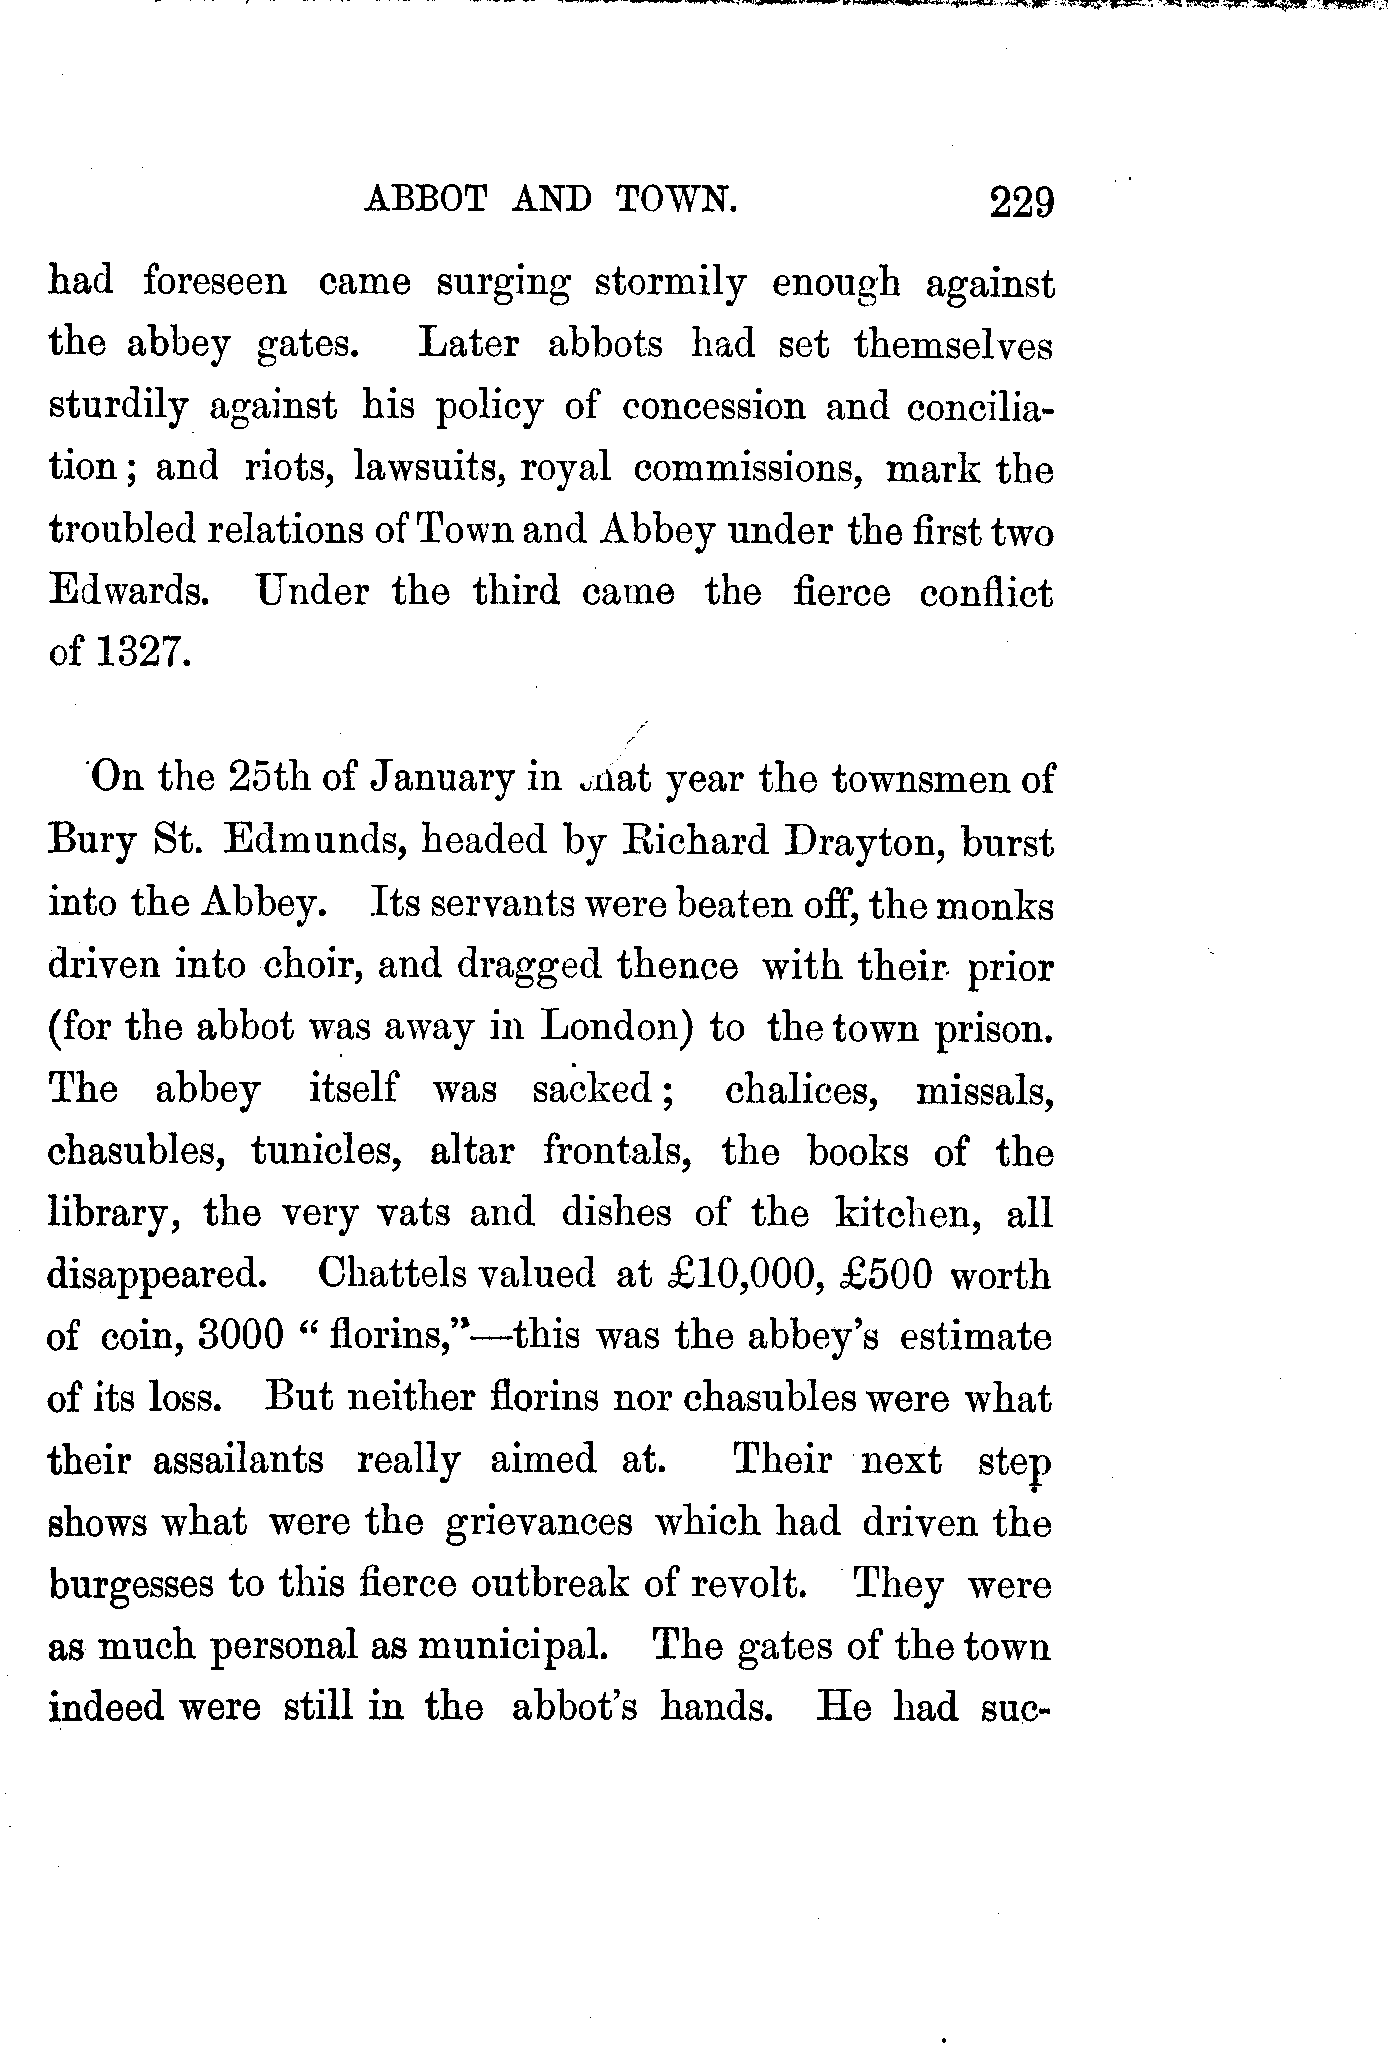 ABBOT AND TOWN. 229
had foreseen came surging stormily enough against
the abbey gates. Later abbots had set themselves
sturdily against his policy of concession and concilia-
tion; and riots, lawsuits, royal commissions, mark the
troubled relations of Town and Abbey under the first two
Edwards. Under the third came the fierce conflict
of 1327.
On the 25th of January in that year the townsmen of
Bury St. Edmunds, headed by Richard Drayton, burst
into the Abbey. Its servants were beaten off, the monks
driven into choir, and dragged thence with their prior
(for the abbot was away in London) to the town prison.
The abbey itself was sacked; chalices, missals,
chasubles, tunicles, altar frontals, the books of the
library, the very vats and dishes of the kitchen, all
disappeared. Chattels valued at £10,000, £500 worth
of coin, 3000 “ florins,”—this was the abbey’s estimate
of its loss. But neither florins nor chasubles were what
their assailants really aimed at. Their next step
shows what were the grievances which had driven the
burgesses to this fierce outbreak of revolt. They were
as much personal as municipal. The gates of the town
indeed were still in the abbot’s hands. He had suc-